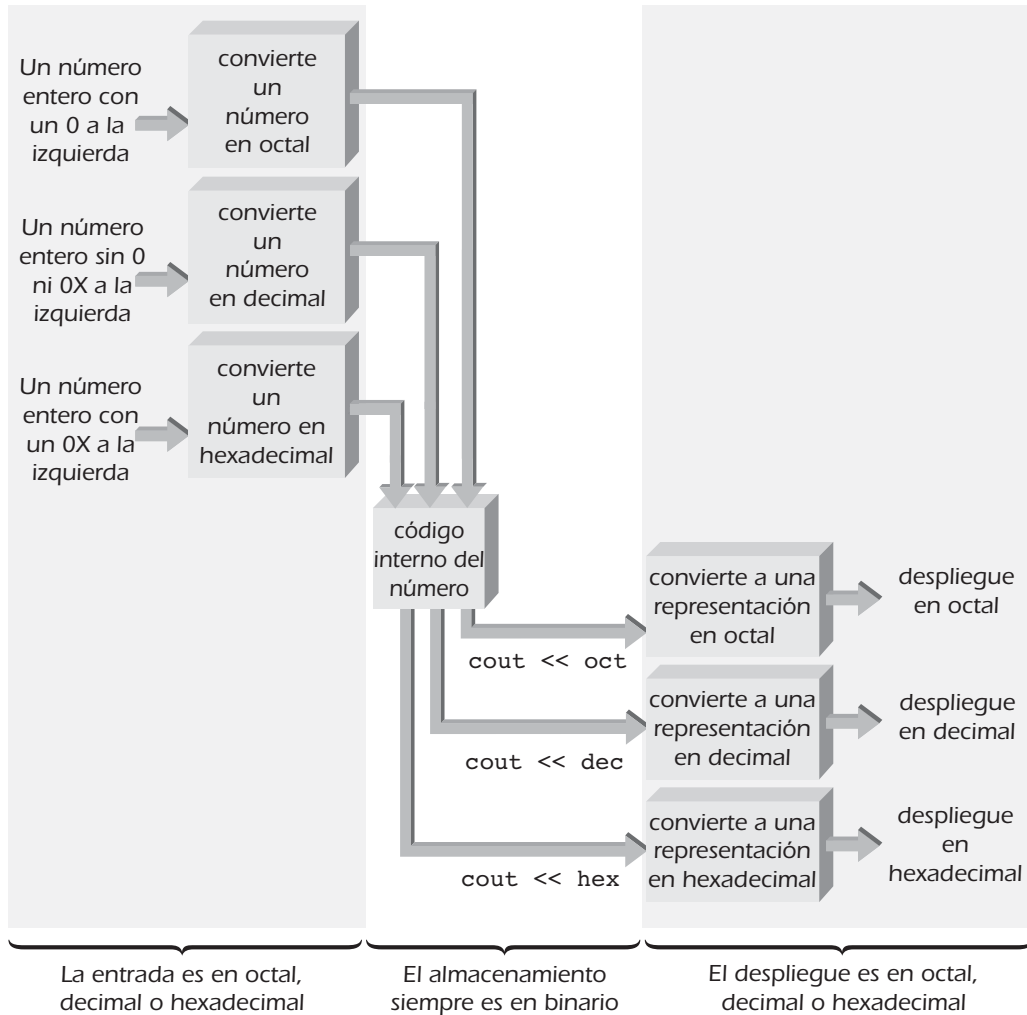 Un número
entero con
un 0 a la
izquierda
convierte
un
número
en octal
Un número
entero sin 0
ni 0X a la
izquierda
convierte
un
número
en decimal
Un número
entero con
un 0X a la
izquierda
convierte
un
número en
hexadecimal
código
interno del
número
cout << oct
convierte a una
representación
en octal
despliegue
en octal
cout << dec
convierte a una
representación
en decimal
despliegue
en decimal
cout << hex
convierte a una
representación
en hexadecimal
despliegue
en
hexadecimal
La entrada es en octal,
decimal o hexadecimal
El almacenamiento
siempre es en binario
El despliegue es en octal,
decimal o hexadecimal